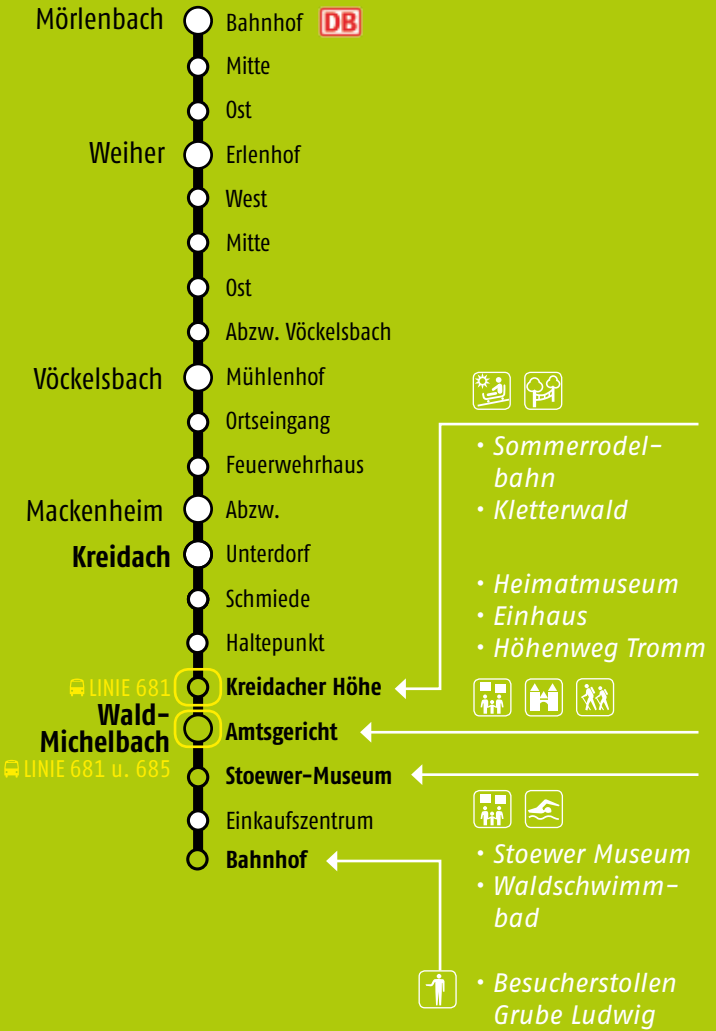 Mörlenbach Bahnhof DB
Mitte
Ost
Weiher Erlenhof
West
Mitte
Ost
Abzw. Vöckelsbach
Vöckelsbach Mühlenhof
Ortseingang
Feuerwehrhaus
Mackenheim Abzw.
Kreidach Unterdorf
Schmiede
Haltepunkt
LINIE 681 Kreidacher Höhe
Wald-
Michelbach Amtsgericht
LINIE 681 u. 685 Stoewer-Museum
Einkaufszentrum
Bahnhof
• Sommerrodel-
bahn
• Kletterwald
• Heimatmuseum
• Einhaus
• Höhenweg Tromm
• Stoewer Museum
• Waldschwimm-
bad
• Besucherstollen
Grube Ludwig